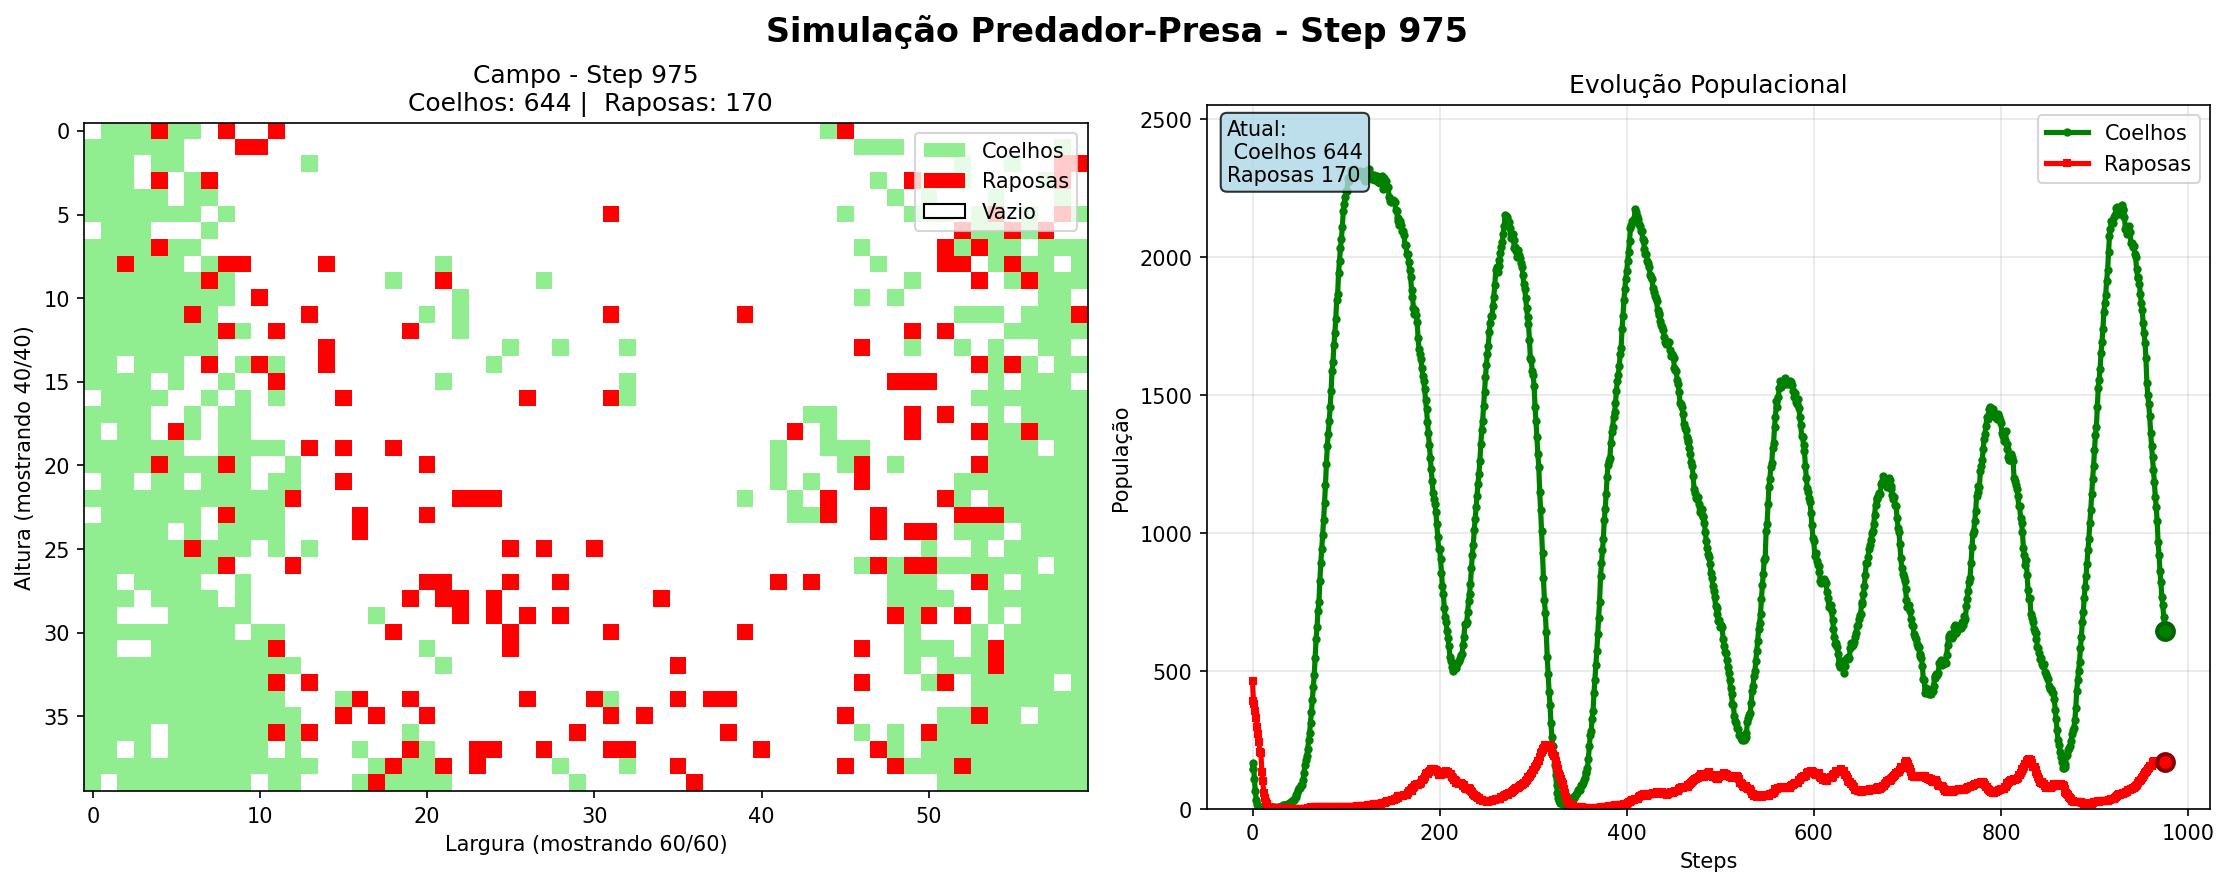 Simulação Predador-Presa - Step 975
Campo - Step 975
Coelhos: 644 |  Raposas: 170
Coelhos
Raposas
Vazio
0
5
10
15
20
25
30
35
Altura (mostrando 40/40)
0 10 20 30 40 50
Largura (mostrando 60/60)
Evolução Populacional
Atual:
Coelhos 644
Raposas 170
Coelhos
Raposas
2500
2000
1500
1000
500
0
População
0 200 400 600 800 1000
Steps